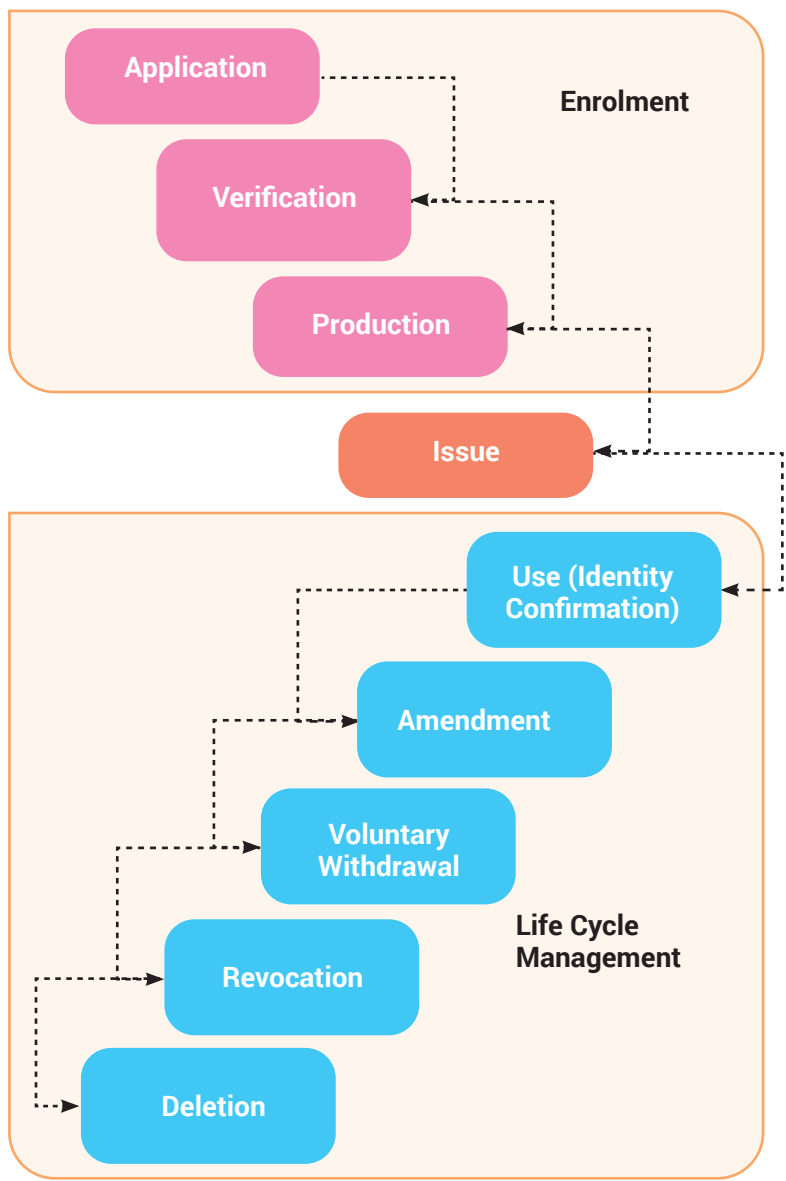 Application
Enrolment
Verification
Production
Issue
Use (Identity
Confirmation)
Amendment
Voluntary
Withdrawal
Life Cycle
Management
Revocation
Deletion